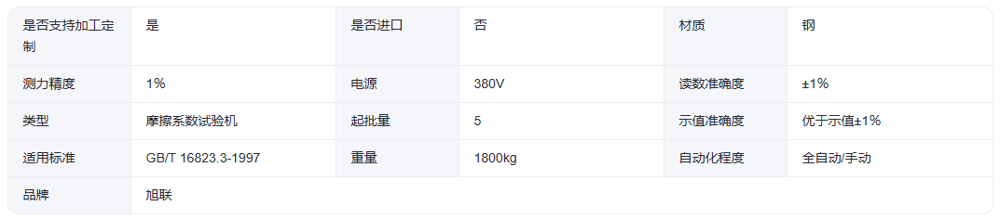 是否支持加工定制 是 是否进口 否 材质 钢
测力精度 1% 电源 380V 读数准确度 ±1%
类型 摩擦系数试验机 起批量 5 示值准确度 优于示值±1%
适用标准 GB/T 16823.3-1997 重量 1800kg 自动化程度 全自动/手动
品牌 旭联